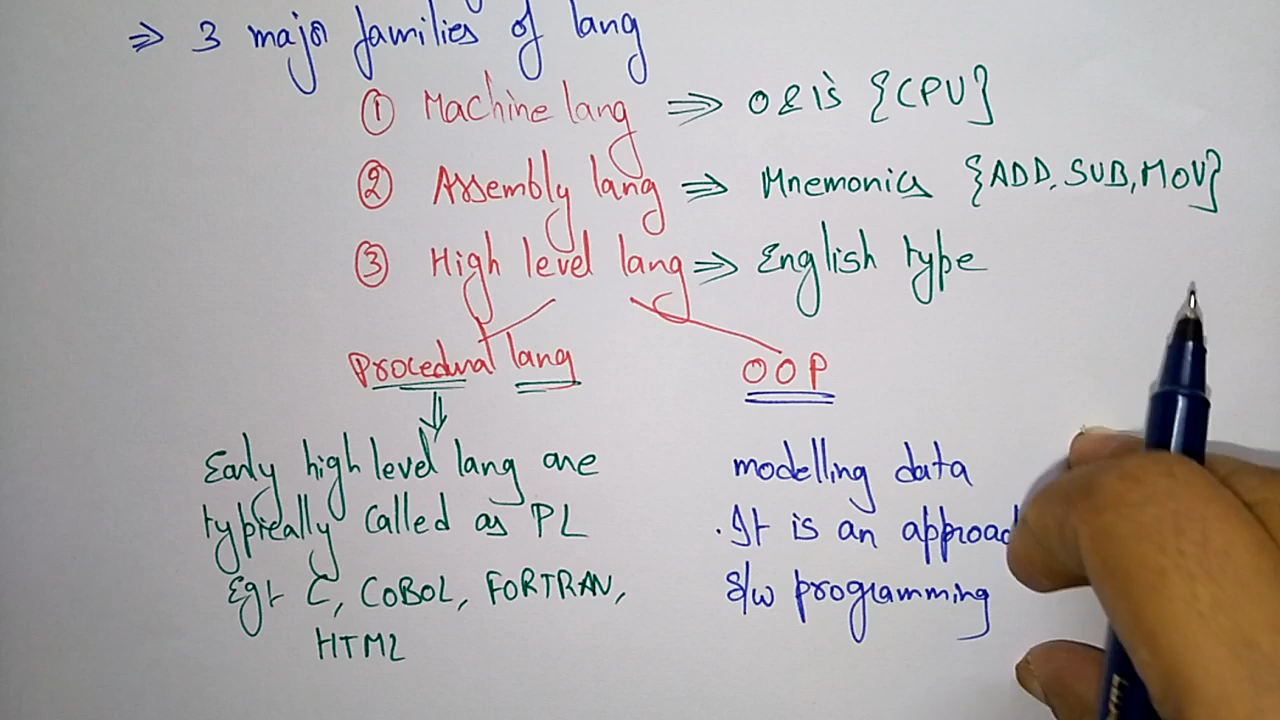 ⇒ 3 major families of lang
① Machine lang ⇒ 0 & 1s {CPU}
② Assembly lang ⇒ Mnemonics {ADD, SUB, MOV}
③ High level lang ⇒ English type
Procedural lang
OOP
⇓
Early high level lang are
typically called as PL
Eg:- C, COBOL, FORTRAN,
HTML
modelling data
. It is an approac
s/w programming